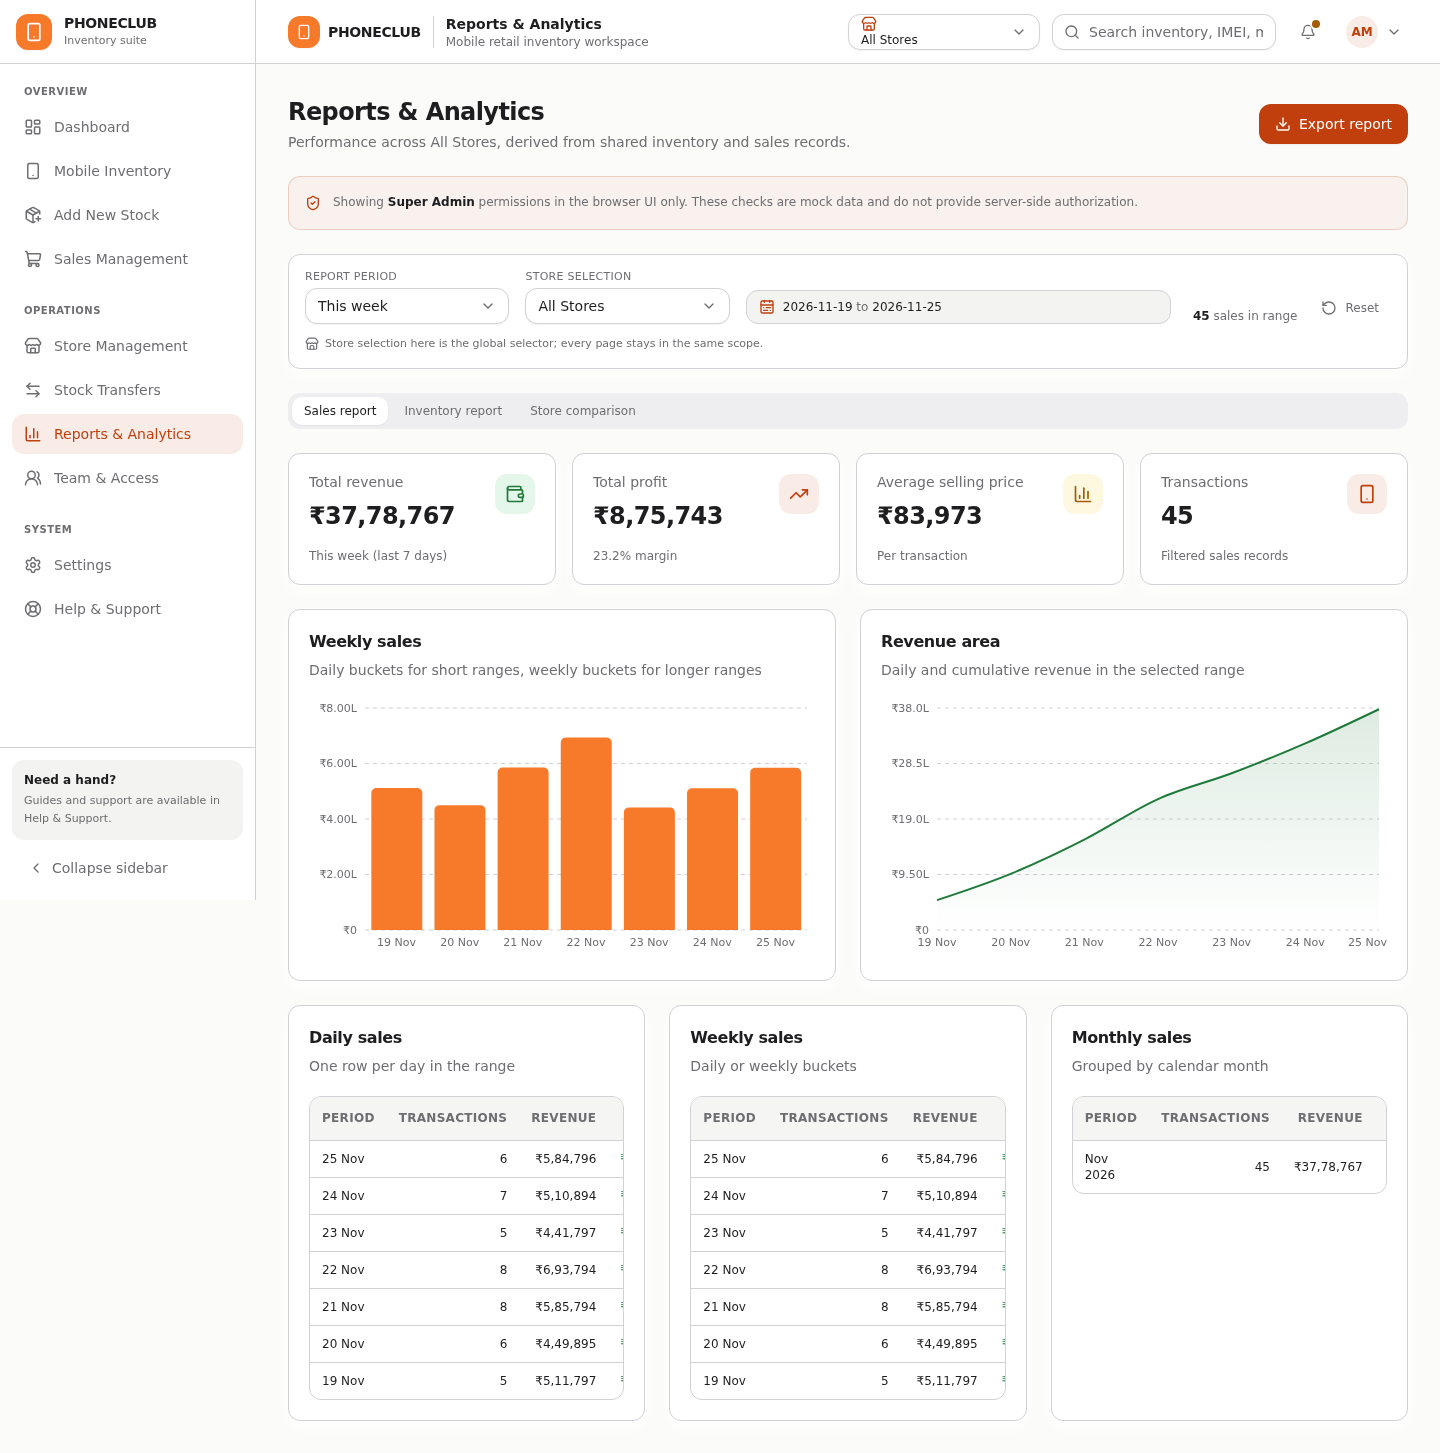 PHONECLUB
Inventory suite
OVERVIEW
Dashboard
Mobile Inventory
Add New Stock
Sales Management
OPERATIONS
Store Management
Stock Transfers
Reports & Analytics
Team & Access
SYSTEM
Settings
Help & Support
Need a hand?
Guides and support are available in
Help & Support.
Collapse sidebar
PHONECLUB
Reports & Analytics
Mobile retail inventory workspace
All Stores
Search inventory, IMEI, n
AM
Reports & Analytics
Performance across All Stores, derived from shared inventory and sales records.
Export report
Showing Super Admin permissions in the browser UI only. These checks are mock data and do not provide server-side authorization.
REPORT PERIOD
This week
STORE SELECTION
All Stores
2026-11-19 to 2026-11-25
45 sales in range
Reset
Store selection here is the global selector; every page stays in the same scope.
Sales report
Inventory report
Store comparison
Total revenue
₹37,78,767
This week (last 7 days)
Total profit
₹8,75,743
23.2% margin
Average selling price
₹83,973
Per transaction
Transactions
45
Filtered sales records
Weekly sales
Daily buckets for short ranges, weekly buckets for longer ranges
₹8.00L
₹6.00L
₹4.00L
₹2.00L
₹0
19 Nov 20 Nov 21 Nov 22 Nov 23 Nov 24 Nov 25 Nov
Revenue area
Daily and cumulative revenue in the selected range
₹38.0L
₹28.5L
₹19.0L
₹9.50L
₹0
19 Nov 20 Nov 21 Nov 22 Nov 23 Nov 24 Nov 25 Nov
Daily sales
One row per day in the range
PERIOD TRANSACTIONS REVENUE
25 Nov 6 ₹5,84,796
24 Nov 7 ₹5,10,894
23 Nov 5 ₹4,41,797
22 Nov 8 ₹6,93,794
21 Nov 8 ₹5,85,794
20 Nov 6 ₹4,49,895
19 Nov 5 ₹5,11,797
Weekly sales
Daily or weekly buckets
PERIOD TRANSACTIONS REVENUE
25 Nov 6 ₹5,84,796
24 Nov 7 ₹5,10,894
23 Nov 5 ₹4,41,797
22 Nov 8 ₹6,93,794
21 Nov 8 ₹5,85,794
20 Nov 6 ₹4,49,895
19 Nov 5 ₹5,11,797
Monthly sales
Grouped by calendar month
PERIOD TRANSACTIONS REVENUE
Nov
2026 45 ₹37,78,767